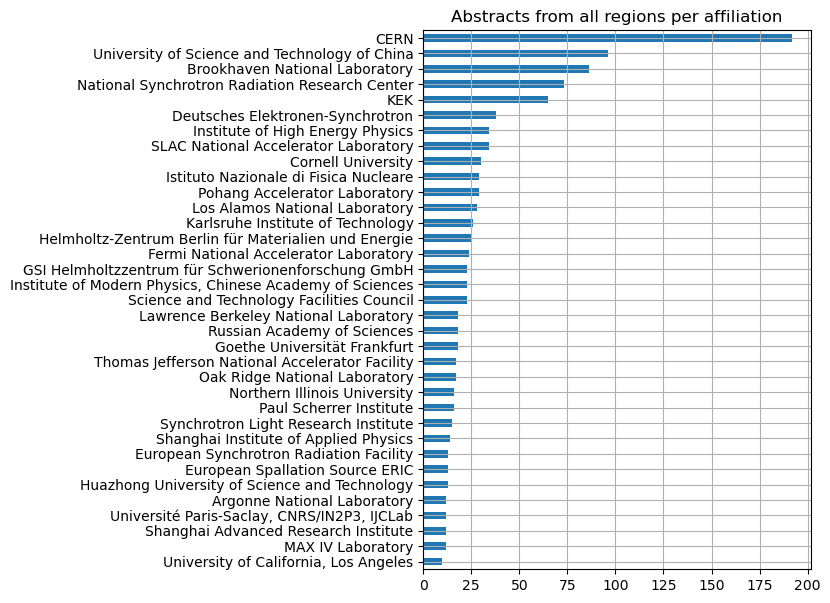 Abstracts from all regions per affiliation
CERN
University of Science and Technology of China
Brookhaven National Laboratory
National Synchrotron Radiation Research Center
KEK
Deutsches Elektronen-Synchrotron
Institute of High Energy Physics
SLAC National Accelerator Laboratory
Cornell University
Istituto Nazionale di Fisica Nucleare
Pohang Accelerator Laboratory
Los Alamos National Laboratory
Karlsruhe Institute of Technology
Helmholtz-Zentrum Berlin für Materialien und Energie
Fermi National Accelerator Laboratory
GSI Helmholtzzentrum für Schwerionenforschung GmbH
Institute of Modern Physics, Chinese Academy of Sciences
Science and Technology Facilities Council
Lawrence Berkeley National Laboratory
Russian Academy of Sciences
Goethe Universität Frankfurt
Thomas Jefferson National Accelerator Facility
Oak Ridge National Laboratory
Northern Illinois University
Paul Scherrer Institute
Synchrotron Light Research Institute
Shanghai Institute of Applied Physics
European Synchrotron Radiation Facility
European Spallation Source ERIC
Huazhong University of Science and Technology
Argonne National Laboratory
Université Paris-Saclay, CNRS/IN2P3, IJCLab
Shanghai Advanced Research Institute
MAX IV Laboratory
University of California, Los Angeles
0 25 50 75 100 125 150 175 200